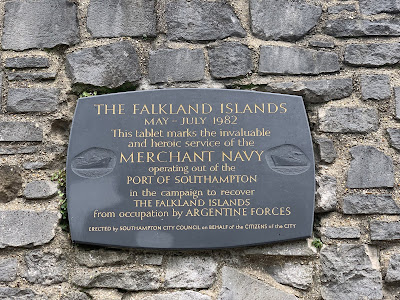 THE FALKLAND ISLANDS
MAY - JULY 1982
This tablet marks the invaluable
and heroic service of the
MERCHANT NAVY
operating out of the
PORT OF SOUTHAMPTON
in the campaign to recover
THE FALKLAND ISLANDS
from occupation by ARGENTINE FORCES
ERECTED BY SOUTHAMPTON CITY COUNCIL ON BEHALF OF THE CITIZENS OF THE CITY